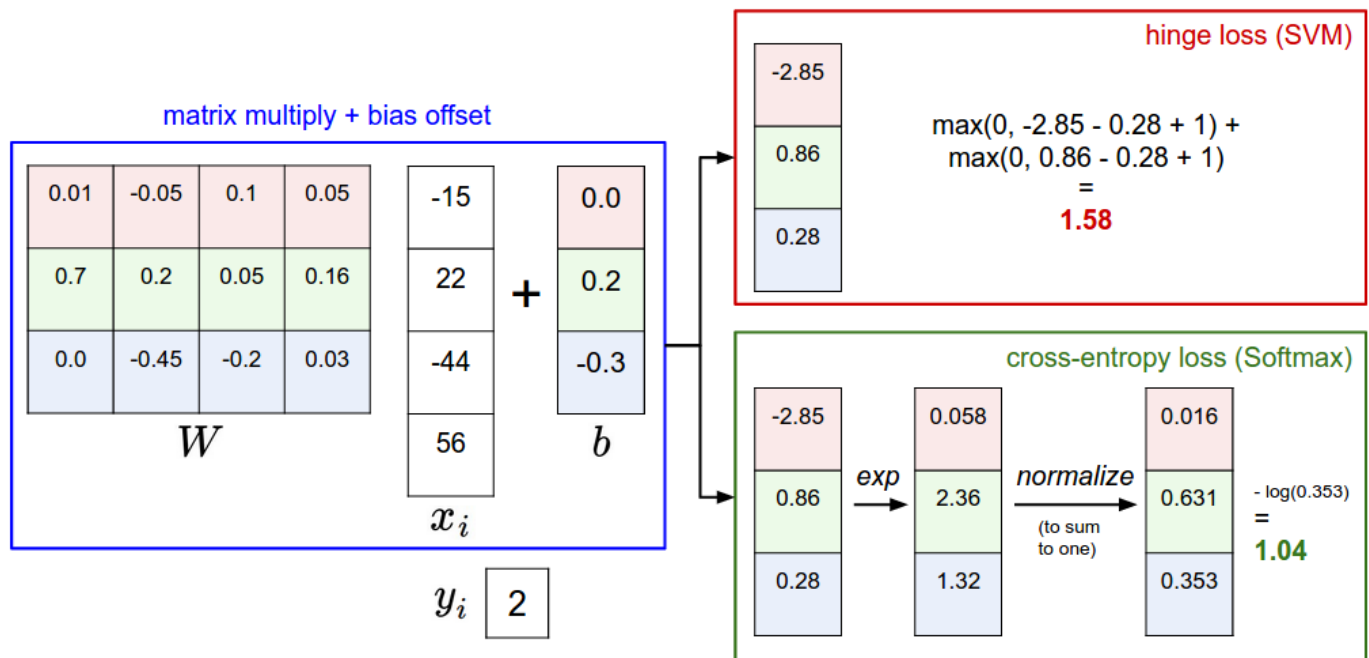 matrix multiply + bias offset
0.01 -0.05 0.1 0.05
0.7 0.2 0.05 0.16
0.0 -0.45 -0.2 0.03
W
-15
22
-44
56
x_i
+
0.0
0.2
-0.3
b
y_i 2
hinge loss (SVM)
-2.85
0.86
0.28
max(0, -2.85 - 0.28 + 1) +
max(0, 0.86 - 0.28 + 1)
=
1.58
cross-entropy loss (Softmax)
-2.85
0.86
0.28
exp
0.058
2.36
1.32
normalize
(to sum
to one)
0.016
0.631
0.353
- log(0.353)
=
1.04